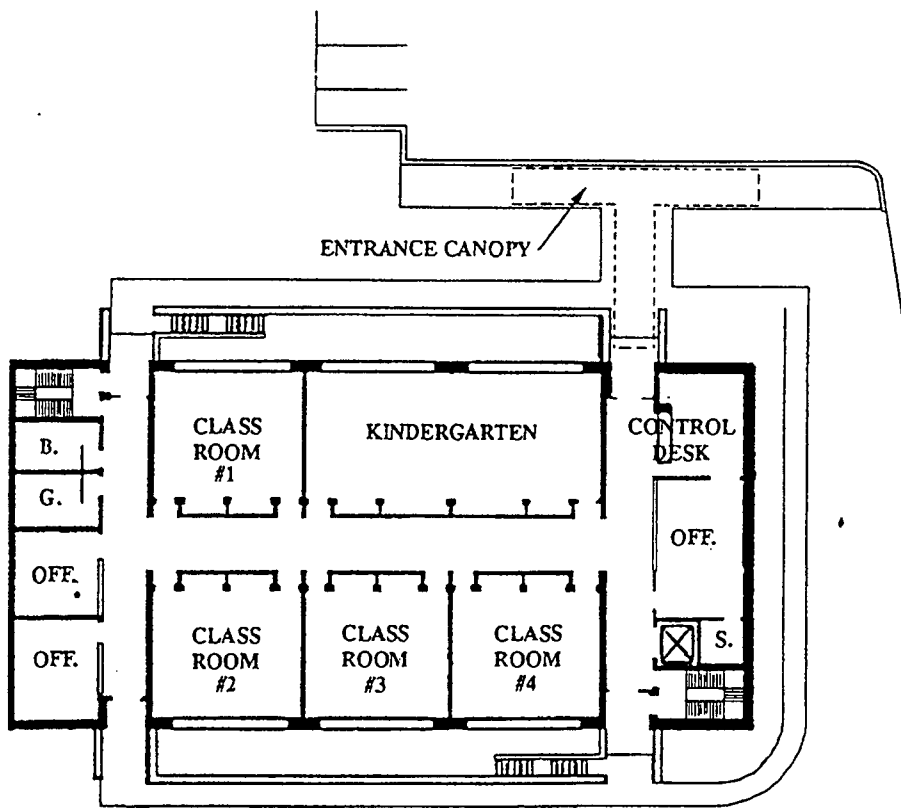 ENTRANCE CANOPY
CLASS
ROOM
#1
KINDERGARTEN
CONTROL
DESK
B.
G.
OFF.
OFF.
OFF.
S.
CLASS
ROOM
#2
CLASS
ROOM
#3
CLASS
ROOM
#4